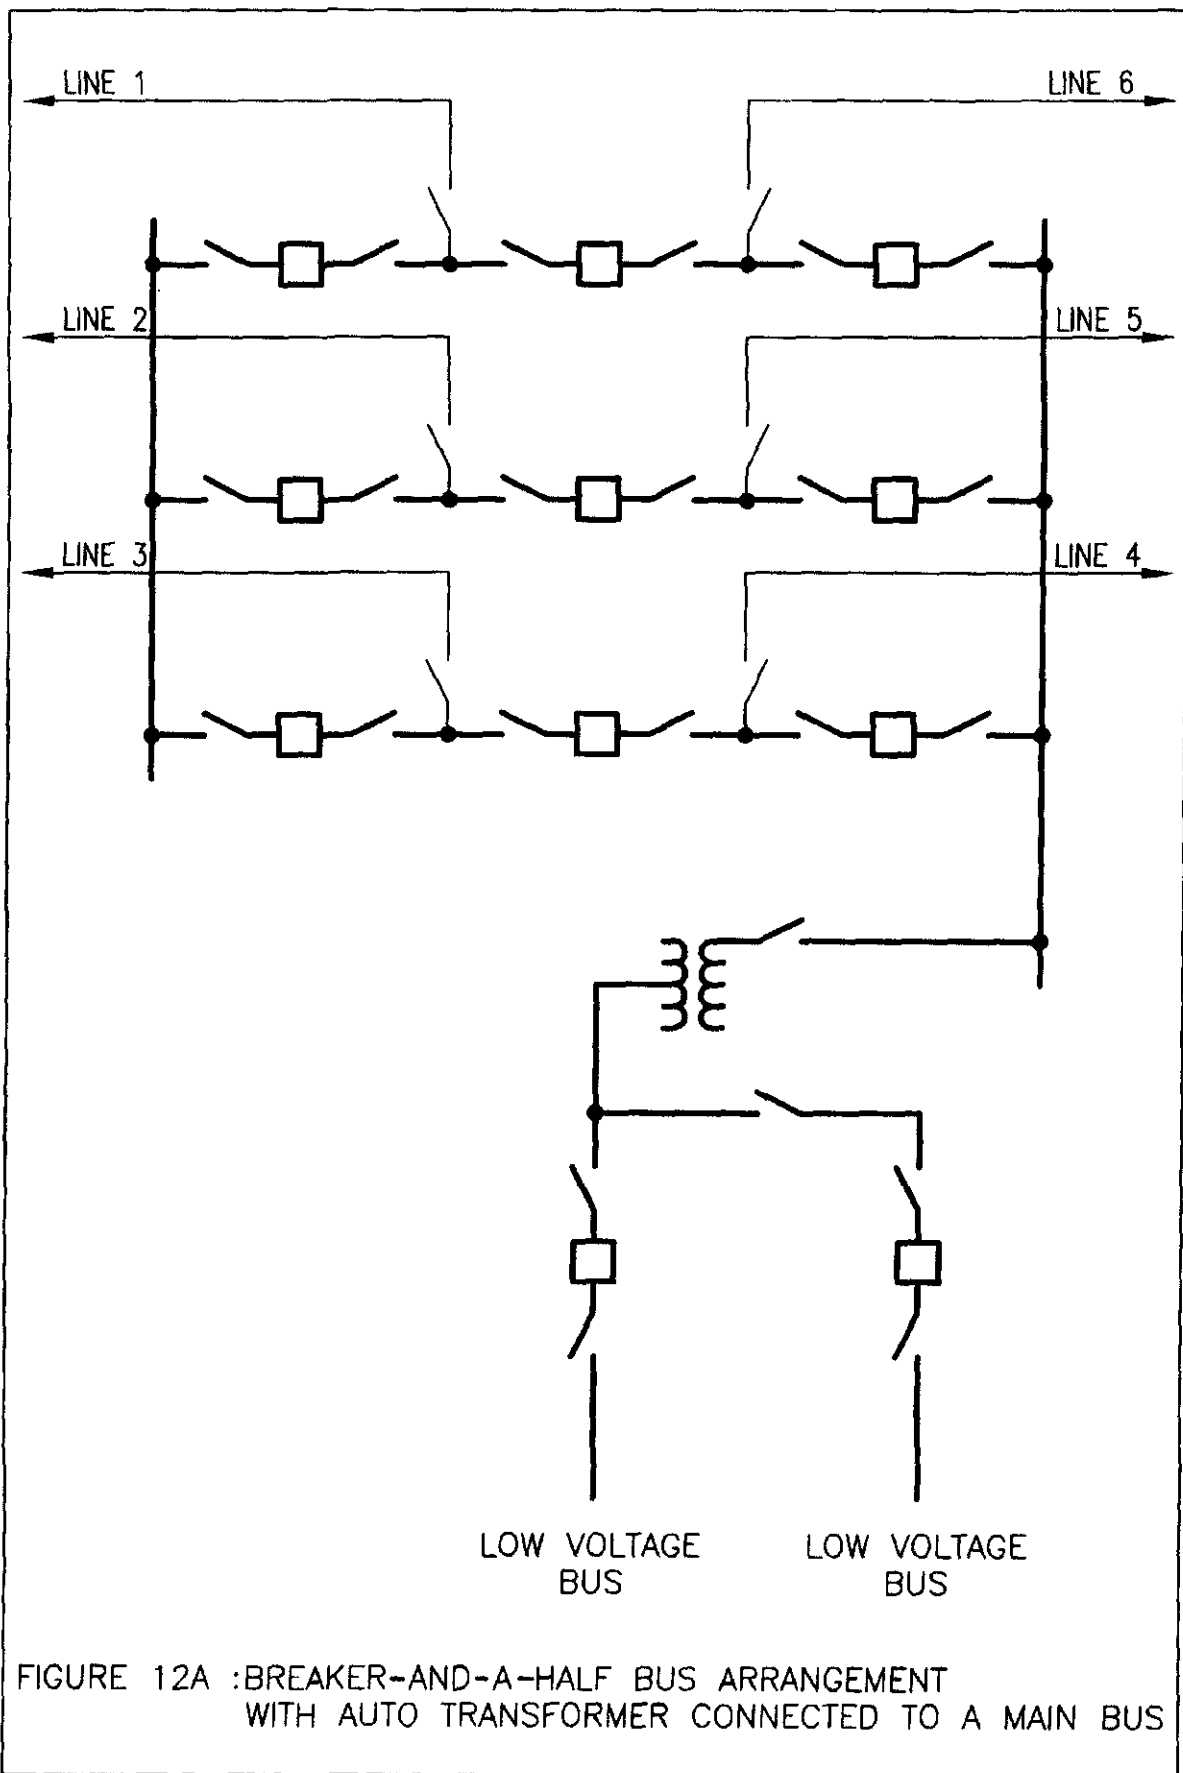 LINE 1
LINE 6
LINE 2
LINE 5
LINE 3
LINE 4
LOW VOLTAGE
BUS
LOW VOLTAGE
BUS
FIGURE 12A :BREAKER-AND-A-HALF BUS ARRANGEMENT
WITH AUTO TRANSFORMER CONNECTED TO A MAIN BUS